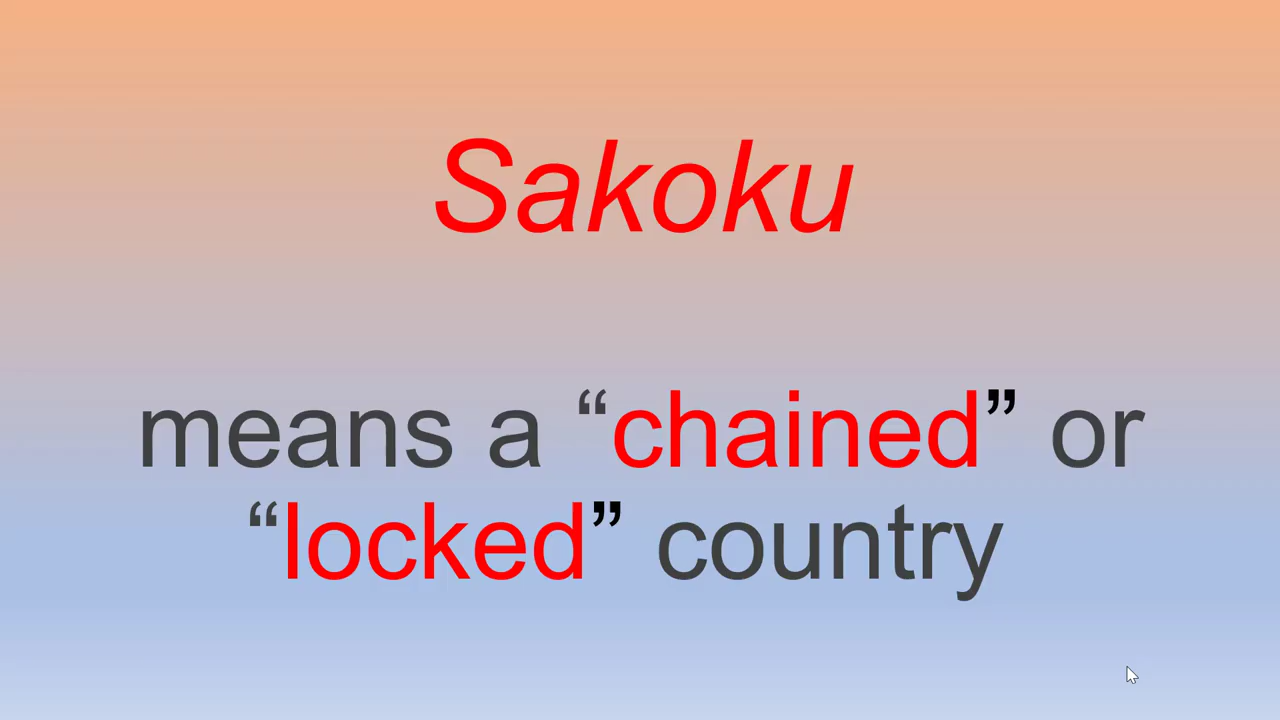 Sakoku
means a “chained” or
“locked” country